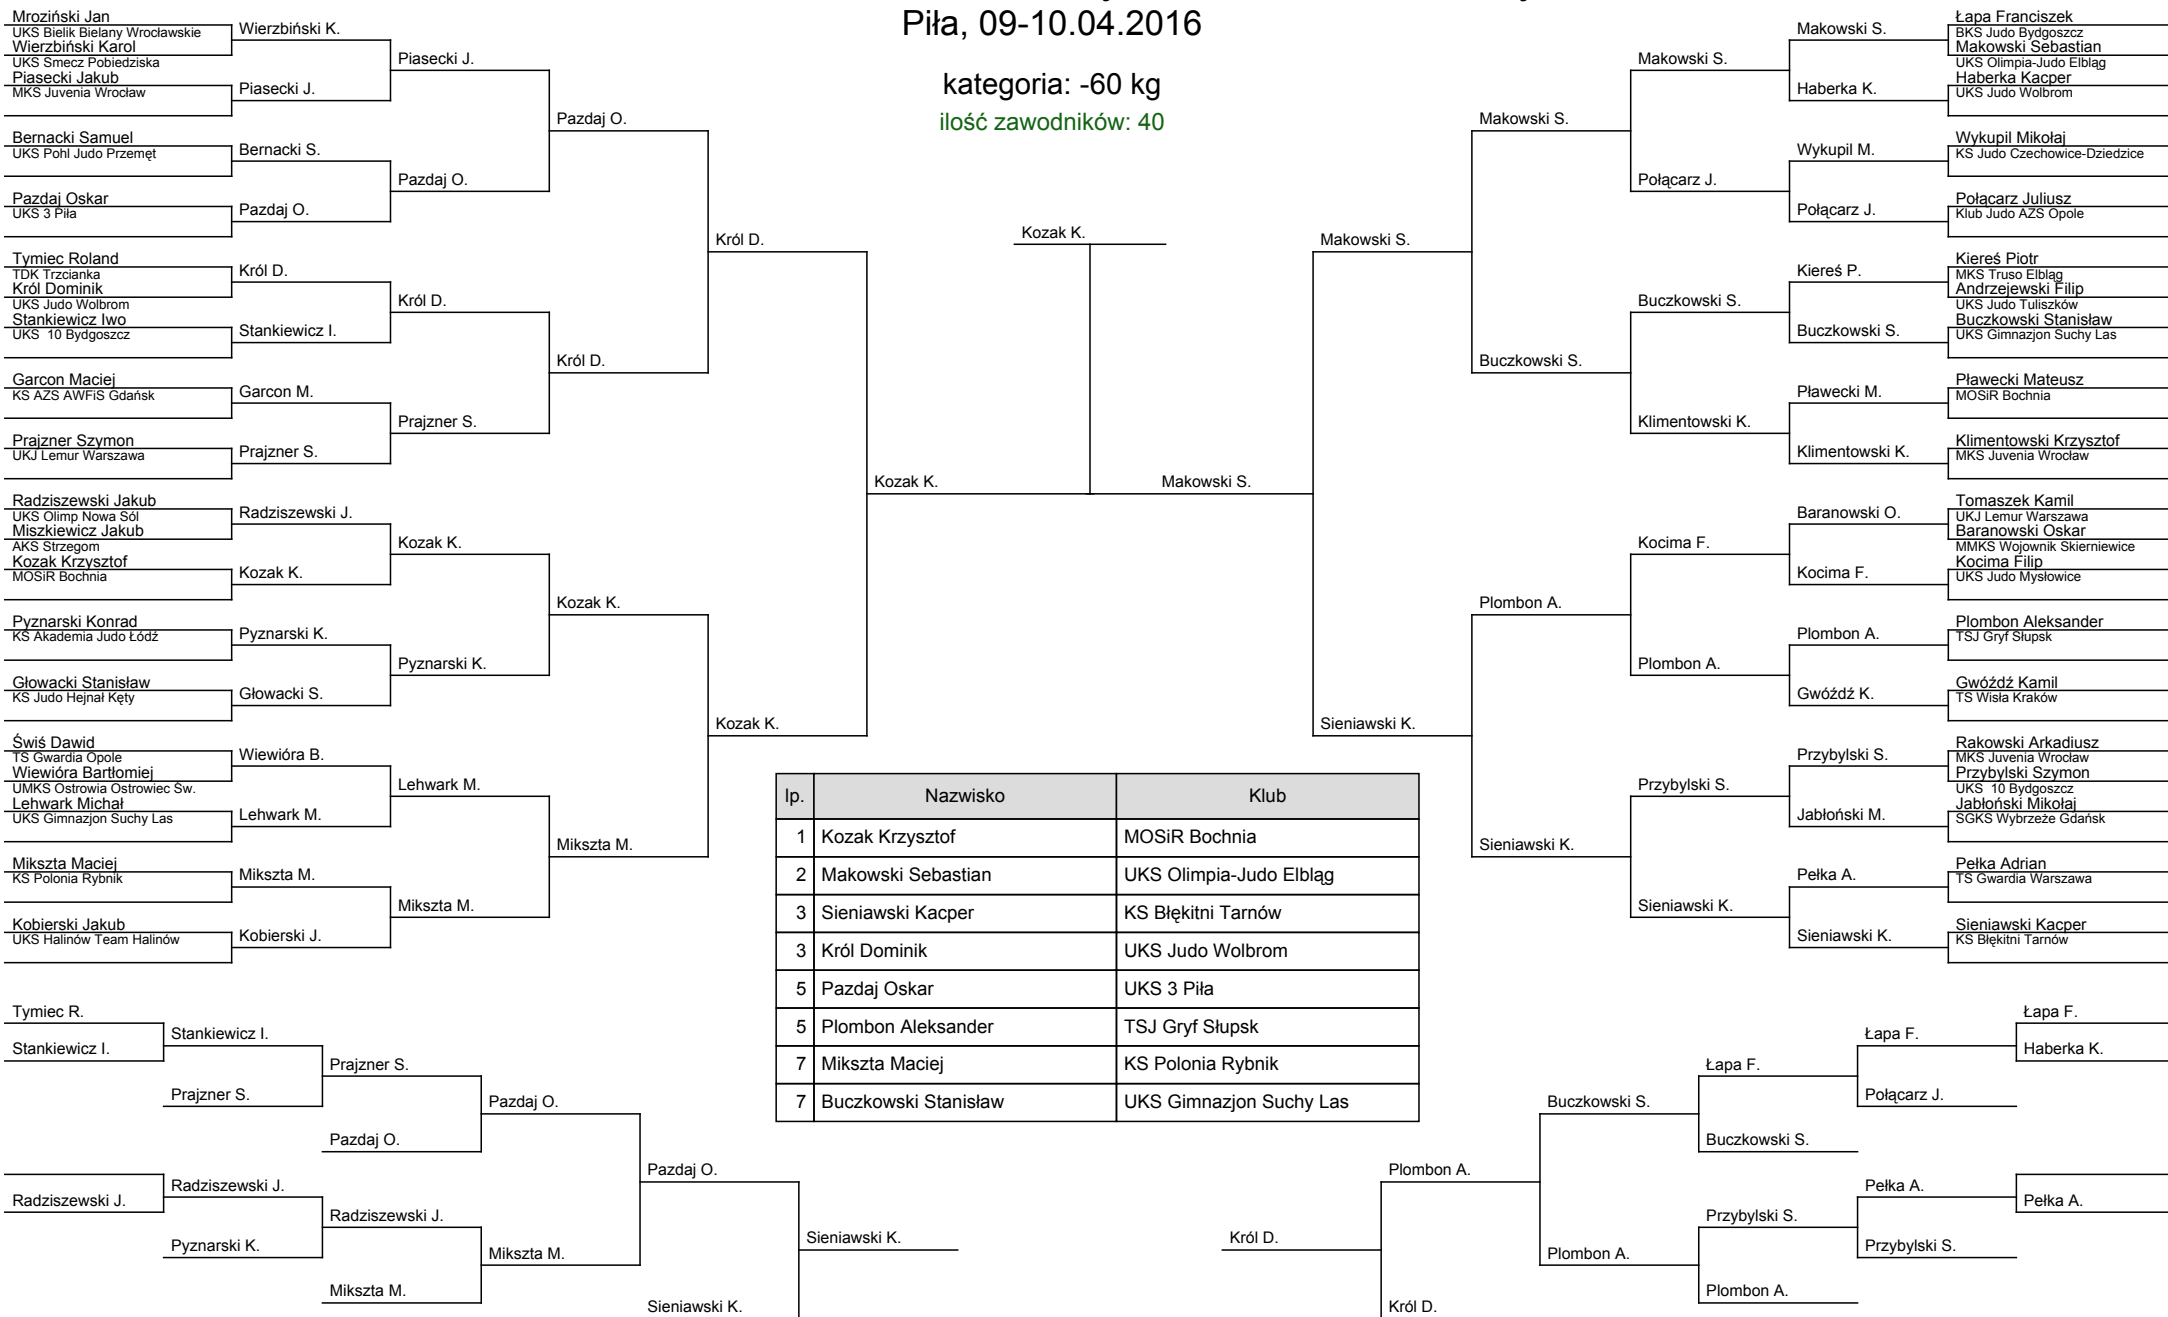 Piła, 09-10.04.2016
kategoria: -60 kg
ilość zawodników: 40
Mroziński Jan
UKS Bielik Bielany Wrocławskie
Wierzbiński Karol
UKS Smecz Pobiedziska
Piasecki Jakub
MKS Juvenia Wrocław
Bernacki Samuel
UKS Pohl Judo Przemęt
Pazdaj Oskar
UKS 3 Piła
Tymiec Roland
TDK Trzcianka
Król Dominik
UKS Judo Wolbrom
Stankiewicz Iwo
UKS 10 Bydgoszcz
Garcon Maciej
KS AZS AWFiS Gdańsk
Prajzner Szymon
UKJ Lemur Warszawa
Radziszewski Jakub
UKS Olimp Nowa Sól
Miszkiewicz Jakub
AKS Strzegom
Kozak Krzysztof
MOSiR Bochnia
Pyznarski Konrad
KS Akademia Judo Łódź
Głowacki Stanisław
KS Judo Hejnał Kęty
Świś Dawid
TS Gwardia Opole
Wiewióra Bartłomiej
UMKS Ostrowia Ostrowiec Św.
Lehwark Michał
UKS Gimnazjon Suchy Las
Mikszta Maciej
KS Polonia Rybnik
Kobierski Jakub
UKS Halinów Team Halinów
Wierzbiński K.
Piasecki J.
Bernacki S.
Pazdaj O.
Król D.
Stankiewicz I.
Garcon M.
Prajzner S.
Radziszewski J.
Kozak K.
Pyznarski K.
Głowacki S.
Wiewióra B.
Lehwark M.
Mikszta M.
Kobierski J.
Piasecki J.
Pazdaj O.
Król D.
Prajzner S.
Kozak K.
Pyznarski K.
Lehwark M.
Mikszta M.
Pazdaj O.
Król D.
Kozak K.
Mikszta M.
Król D.
Kozak K.
Kozak K.
Kozak K.
Makowski S.
Makowski S.
Sieniawski K.
Makowski S.
Buczkowski S.
Plombon A.
Sieniawski K.
Makowski S.
Połącarz J.
Buczkowski S.
Klimentowski K.
Kocima F.
Plombon A.
Przybylski S.
Sieniawski K.
Makowski S.
Haberka K.
Wykupil M.
Połącarz J.
Kiereś P.
Buczkowski S.
Pławecki M.
Klimentowski K.
Baranowski O.
Kocima F.
Plombon A.
Gwóźdź K.
Przybylski S.
Jabłoński M.
Pełka A.
Sieniawski K.
Łapa Franciszek
BKS Judo Bydgoszcz
Makowski Sebastian
UKS Olimpia-Judo Elbląg
Haberka Kacper
UKS Judo Wolbrom
Wykupil Mikołaj
KS Judo Czechowice-Dziedzice
Połącarz Juliusz
Klub Judo AZS Opole
Kiereś Piotr
MKS Truso Elbląg
Andrzejewski Filip
UKS Judo Tuliszków
Buczkowski Stanisław
UKS Gimnazjon Suchy Las
Pławecki Mateusz
MOSiR Bochnia
Klimentowski Krzysztof
MKS Juvenia Wrocław
Tomaszek Kamil
UKJ Lemur Warszawa
Baranowski Oskar
MMKS Wojownik Skierniewice
Kocima Filip
UKS Judo Mysłowice
Plombon Aleksander
TSJ Gryf Słupsk
Gwóźdź Kamil
TS Wisła Kraków
Rakowski Arkadiusz
MKS Juvenia Wrocław
Przybylski Szymon
UKS 10 Bydgoszcz
Jabłoński Mikołaj
SGKS Wybrzeże Gdańsk
Pełka Adrian
TS Gwardia Warszawa
Sieniawski Kacper
KS Błękitni Tarnów
lp. Nazwisko Klub
1 Kozak Krzysztof MOSiR Bochnia
2 Makowski Sebastian UKS Olimpia-Judo Elbląg
3 Sieniawski Kacper KS Błękitni Tarnów
3 Król Dominik UKS Judo Wolbrom
5 Pazdaj Oskar UKS 3 Piła
5 Plombon Aleksander TSJ Gryf Słupsk
7 Mikszta Maciej KS Polonia Rybnik
7 Buczkowski Stanisław UKS Gimnazjon Suchy Las
Tymiec R.
Stankiewicz I.
Radziszewski J.
Stankiewicz I.
Prajzner S.
Radziszewski J.
Pyznarski K.
Prajzner S.
Pazdaj O.
Radziszewski J.
Mikszta M.
Pazdaj O.
Mikszta M.
Pazdaj O.
Sieniawski K.
Sieniawski K.
Król D.
Plombon A.
Król D.
Buczkowski S.
Plombon A.
Łapa F.
Buczkowski S.
Przybylski S.
Plombon A.
Łapa F.
Połącarz J.
Pełka A.
Przybylski S.
Łapa F.
Haberka K.
Pełka A.